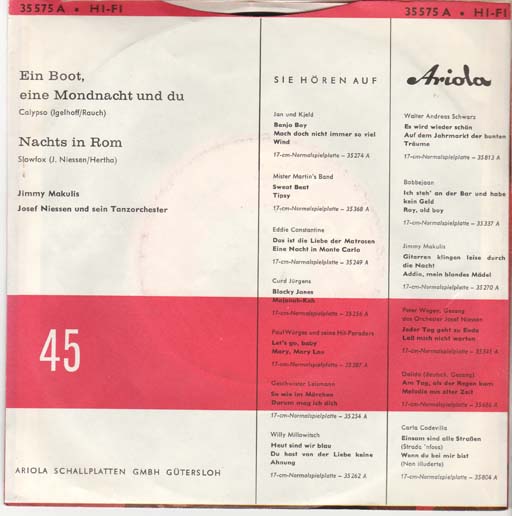 35575 A • HI-FI
35575 A • HI-FI
Ein Boot,
eine Mondnacht und du
Calypso (Igelhoff/Rauch)
Nachts in Rom
Slowfox (J. Niessen/Hertha)
Jimmy Makulis
Josef Niessen und sein Tanzorchester
45
ARIOLA SCHALLPLATTEN GMBH GÜTERSLOH
SIE HÖREN AUF
Jan und Kjeld
Banjo Boy
Mach doch nicht immer so viel
Wind
17-cm-Normalspielplatte – 35274 A
Mister Martin's Band
Sweat Beat
Tipsy
17-cm-Normalspielplatte – 35368 A
Eddie Constantine
Das ist die Liebe der Matrosen
Eine Nacht in Monte Carlo
17-cm-Normalspielplatte – 35249 A
Curd Jürgens
Blacky Jones
17-cm-Normalspielplatte – 35256 A
Paul Würges und seine Hit-Paraders
Let's go, baby
Mary, Mary Lou
17-cm-Normalspielplatte – 35287 A
Geschwister Leismann
So wie im Märchen
Darum mag ich dich
17-cm-Normalspielplatte – 35254 A
Willy Millowitsch
Heut sind wir blau
Du hast von der Liebe keine
Ahnung
17-cm-Normalspielplatte – 35262 A
Ariola
Walter Andreas Schwarz
Es wird wieder schön
Auf dem Jahrmarkt der bunten
Träume
17-cm-Normalspielplatte – 35813 A
Bobbejaan
Ich steh' an der Bar und habe
kein Geld
Roy, old boy
17-cm-Normalspielplatte – 35337 A
Jimmy Makulis
Gitarren klingen leise durch
die Nacht
Addio, mein blondes Mädel
17-cm-Normalspielplatte – 35270 A
Peter Wegen, Gesang
das Orchester Josef Niessen
Jeder Tag geht zu Ende
Laß mich nicht warten
17-cm-Normalspielplatte – 35345 A
Dalida (deutsch. Gesang)
Am Tag, als der Regen kam
Melodie aus alter Zeit
17-cm-Normalspielplatte – 35686 A
Carla Codevilla
Einsam sind alle Straßen
(Strada 'nfosa)
Wenn du bei mir bist
(Non illuderte)
17-cm-Normalspielplatte – 35804 A